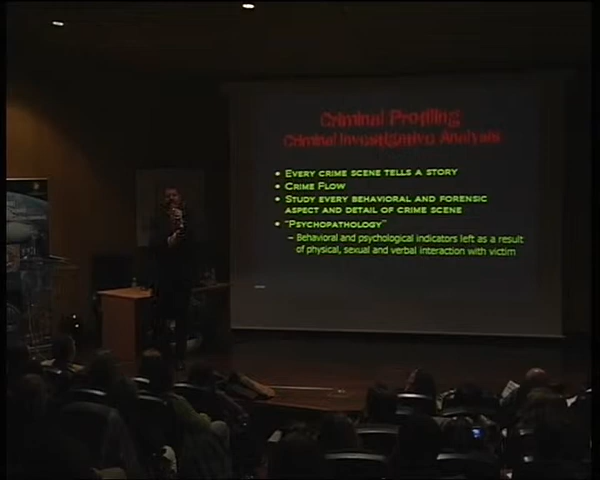 Criminal Profiling
Criminal Investigative Analysis
• EVERY CRIME SCENE TELLS A STORY
• CRIME FLOW
• STUDY EVERY BEHAVIORAL AND FORENSIC
ASPECT AND DETAIL OF CRIME SCENE
• "PSYCHOPATHOLOGY"
– Behavioral and psychological indicators left as a result
of physical, sexual and verbal interaction with victim